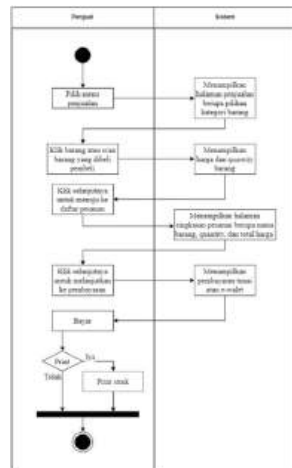 Penjual
Sistem
Pilih menu
penjualan
Menampilkan
halaman penjualan
berupa pilihan
kategori barang
Klik barang atau scan
barang yang dibeli
pembeli
Menampilkan
harga dan quantity
barang
Klik selanjutnya
untuk menuju ke
daftar pesanan
Menampilkan halaman
ringkasan pesanan berupa nama
barang, quantity, dan total harga
Klik selanjutnya
untuk melanjutkan
ke pembayaran
Menampilkan
pembayaran tunai
atau e-wallet
Bayar
Print
Iya
Tidak
Print struk